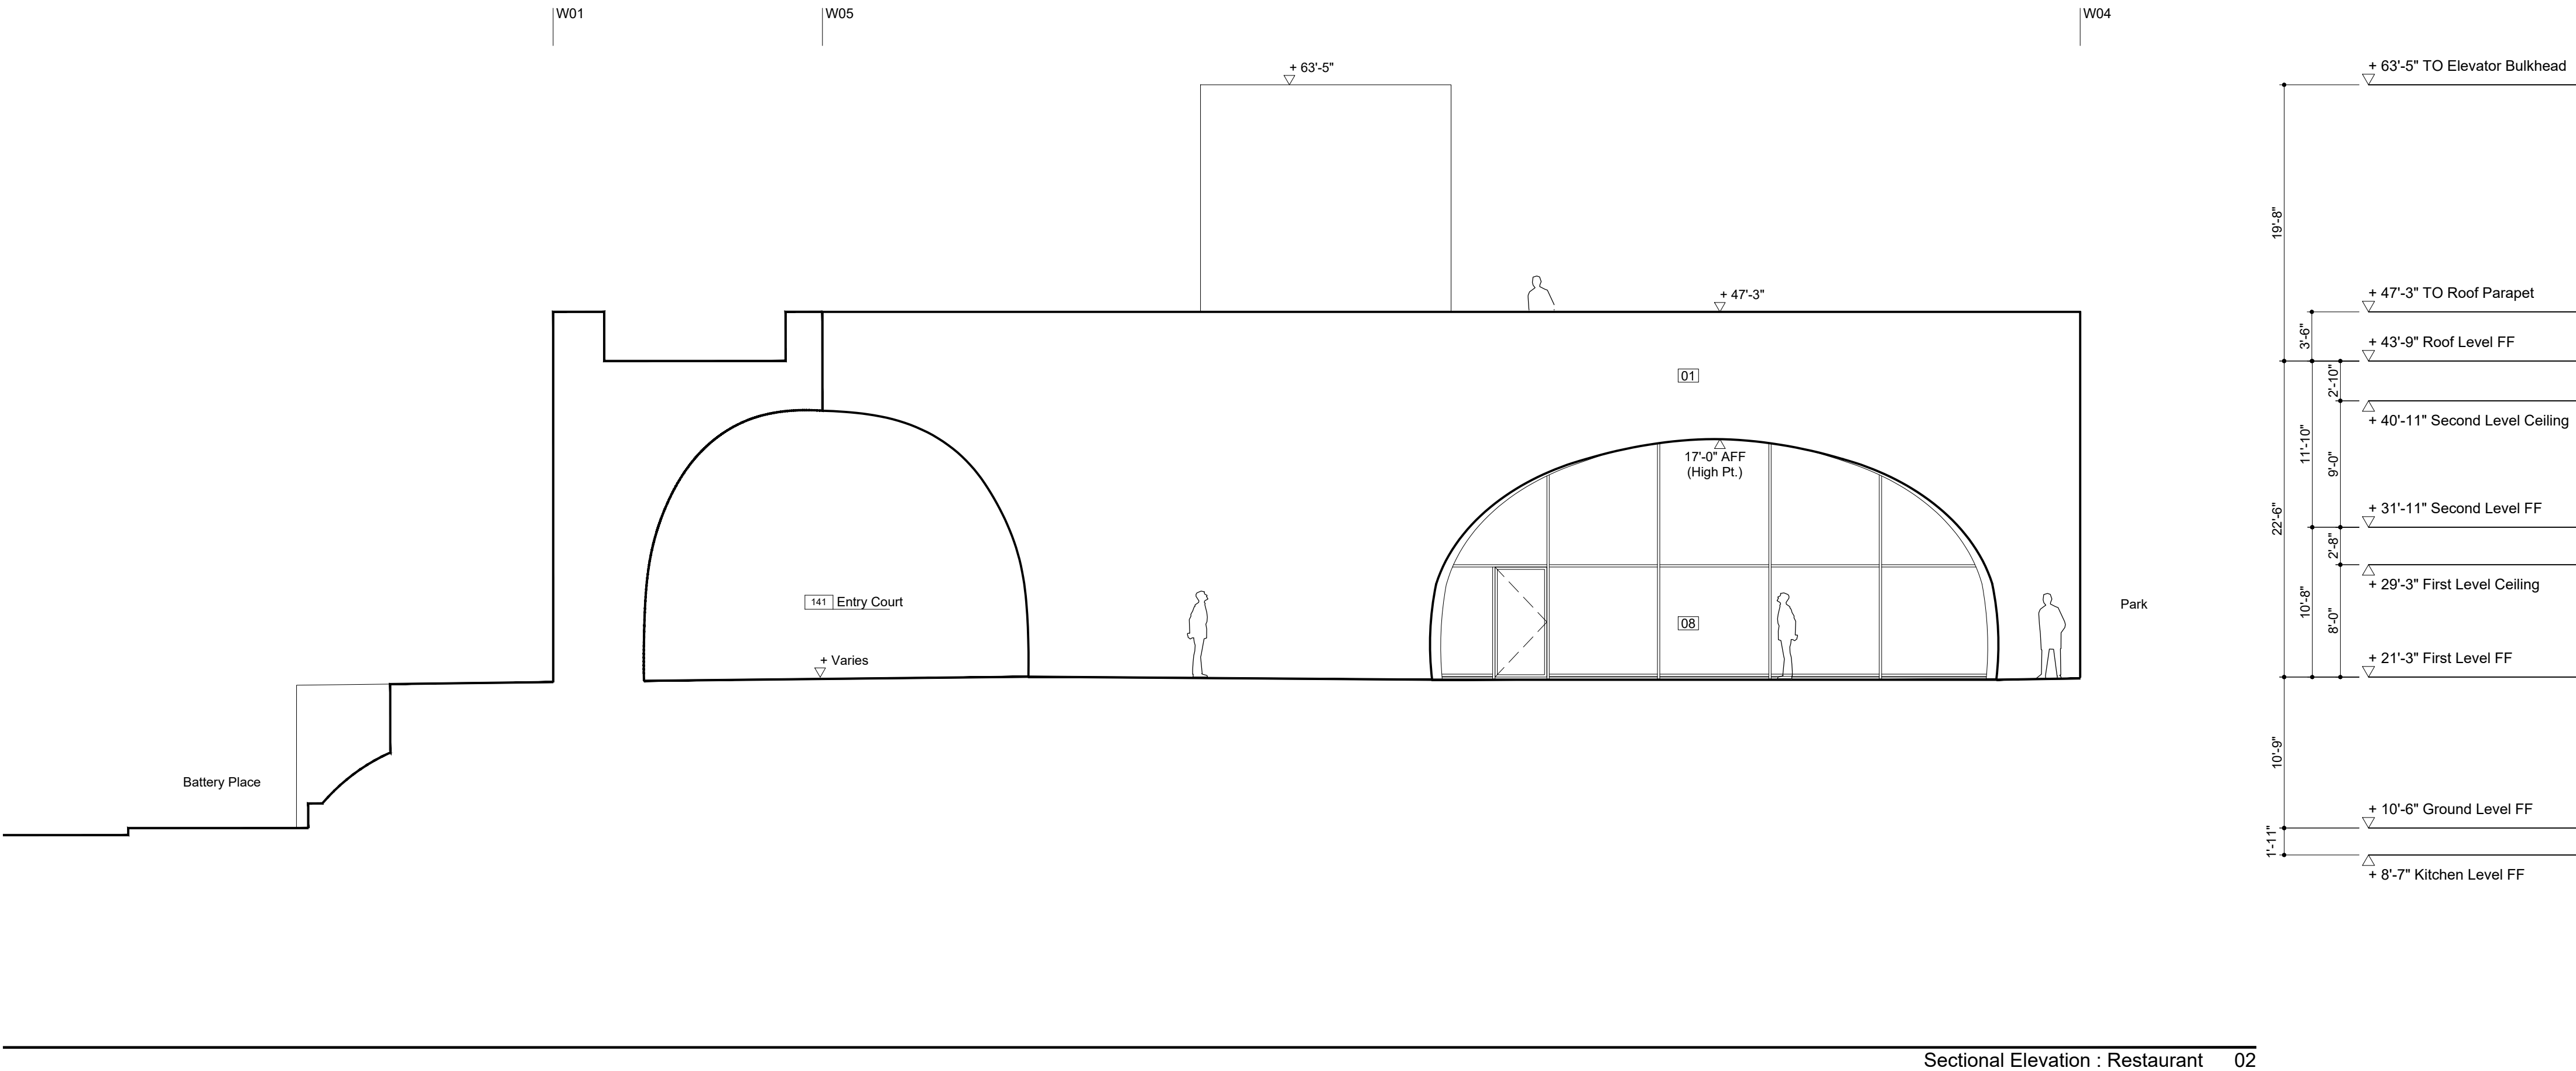 W01
W05
W04
+ 63'-5"
+ 63'-5" TO Elevator Bulkhead
19'-8"
+ 47'-3"
+ 47'-3" TO Roof Parapet
3'-6"
+ 43'-9" Roof Level FF
01
2'-10"
+ 40'-11" Second Level Ceiling
11'-10"
9'-0"
17'-0" AFF
(High Pt.)
+ 31'-11" Second Level FF
22'-6"
2'-8"
+ 29'-3" First Level Ceiling
141 Entry Court
10'-8"
8'-0"
Park
08
+ Varies
+ 21'-3" First Level FF
10'-9"
Battery Place
+ 10'-6" Ground Level FF
1'-11"
+ 8'-7" Kitchen Level FF
Sectional Elevation : Restaurant 02